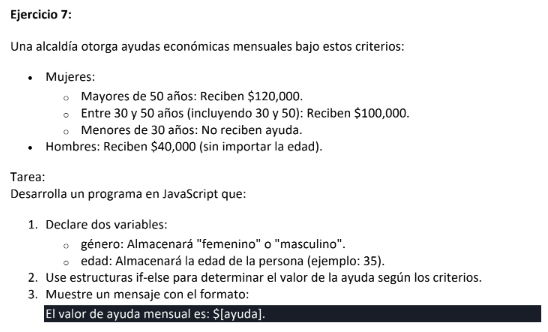 Ejercicio 7:
Una alcaldía otorga ayudas económicas mensuales bajo estos criterios:
• Mujeres:
o Mayores de 50 años: Reciben $120,000.
o Entre 30 y 50 años (incluyendo 30 y 50): Reciben $100,000.
o Menores de 30 años: No reciben ayuda.
• Hombres: Reciben $40,000 (sin importar la edad).
Tarea:
Desarrolla un programa en JavaScript que:
1. Declare dos variables:
o género: Almacenará "femenino" o "masculino".
o edad: Almacenará la edad de la persona (ejemplo: 35).
2. Use estructuras if-else para determinar el valor de la ayuda según los criterios.
3. Muestre un mensaje con el formato:
El valor de ayuda mensual es: $[ayuda].